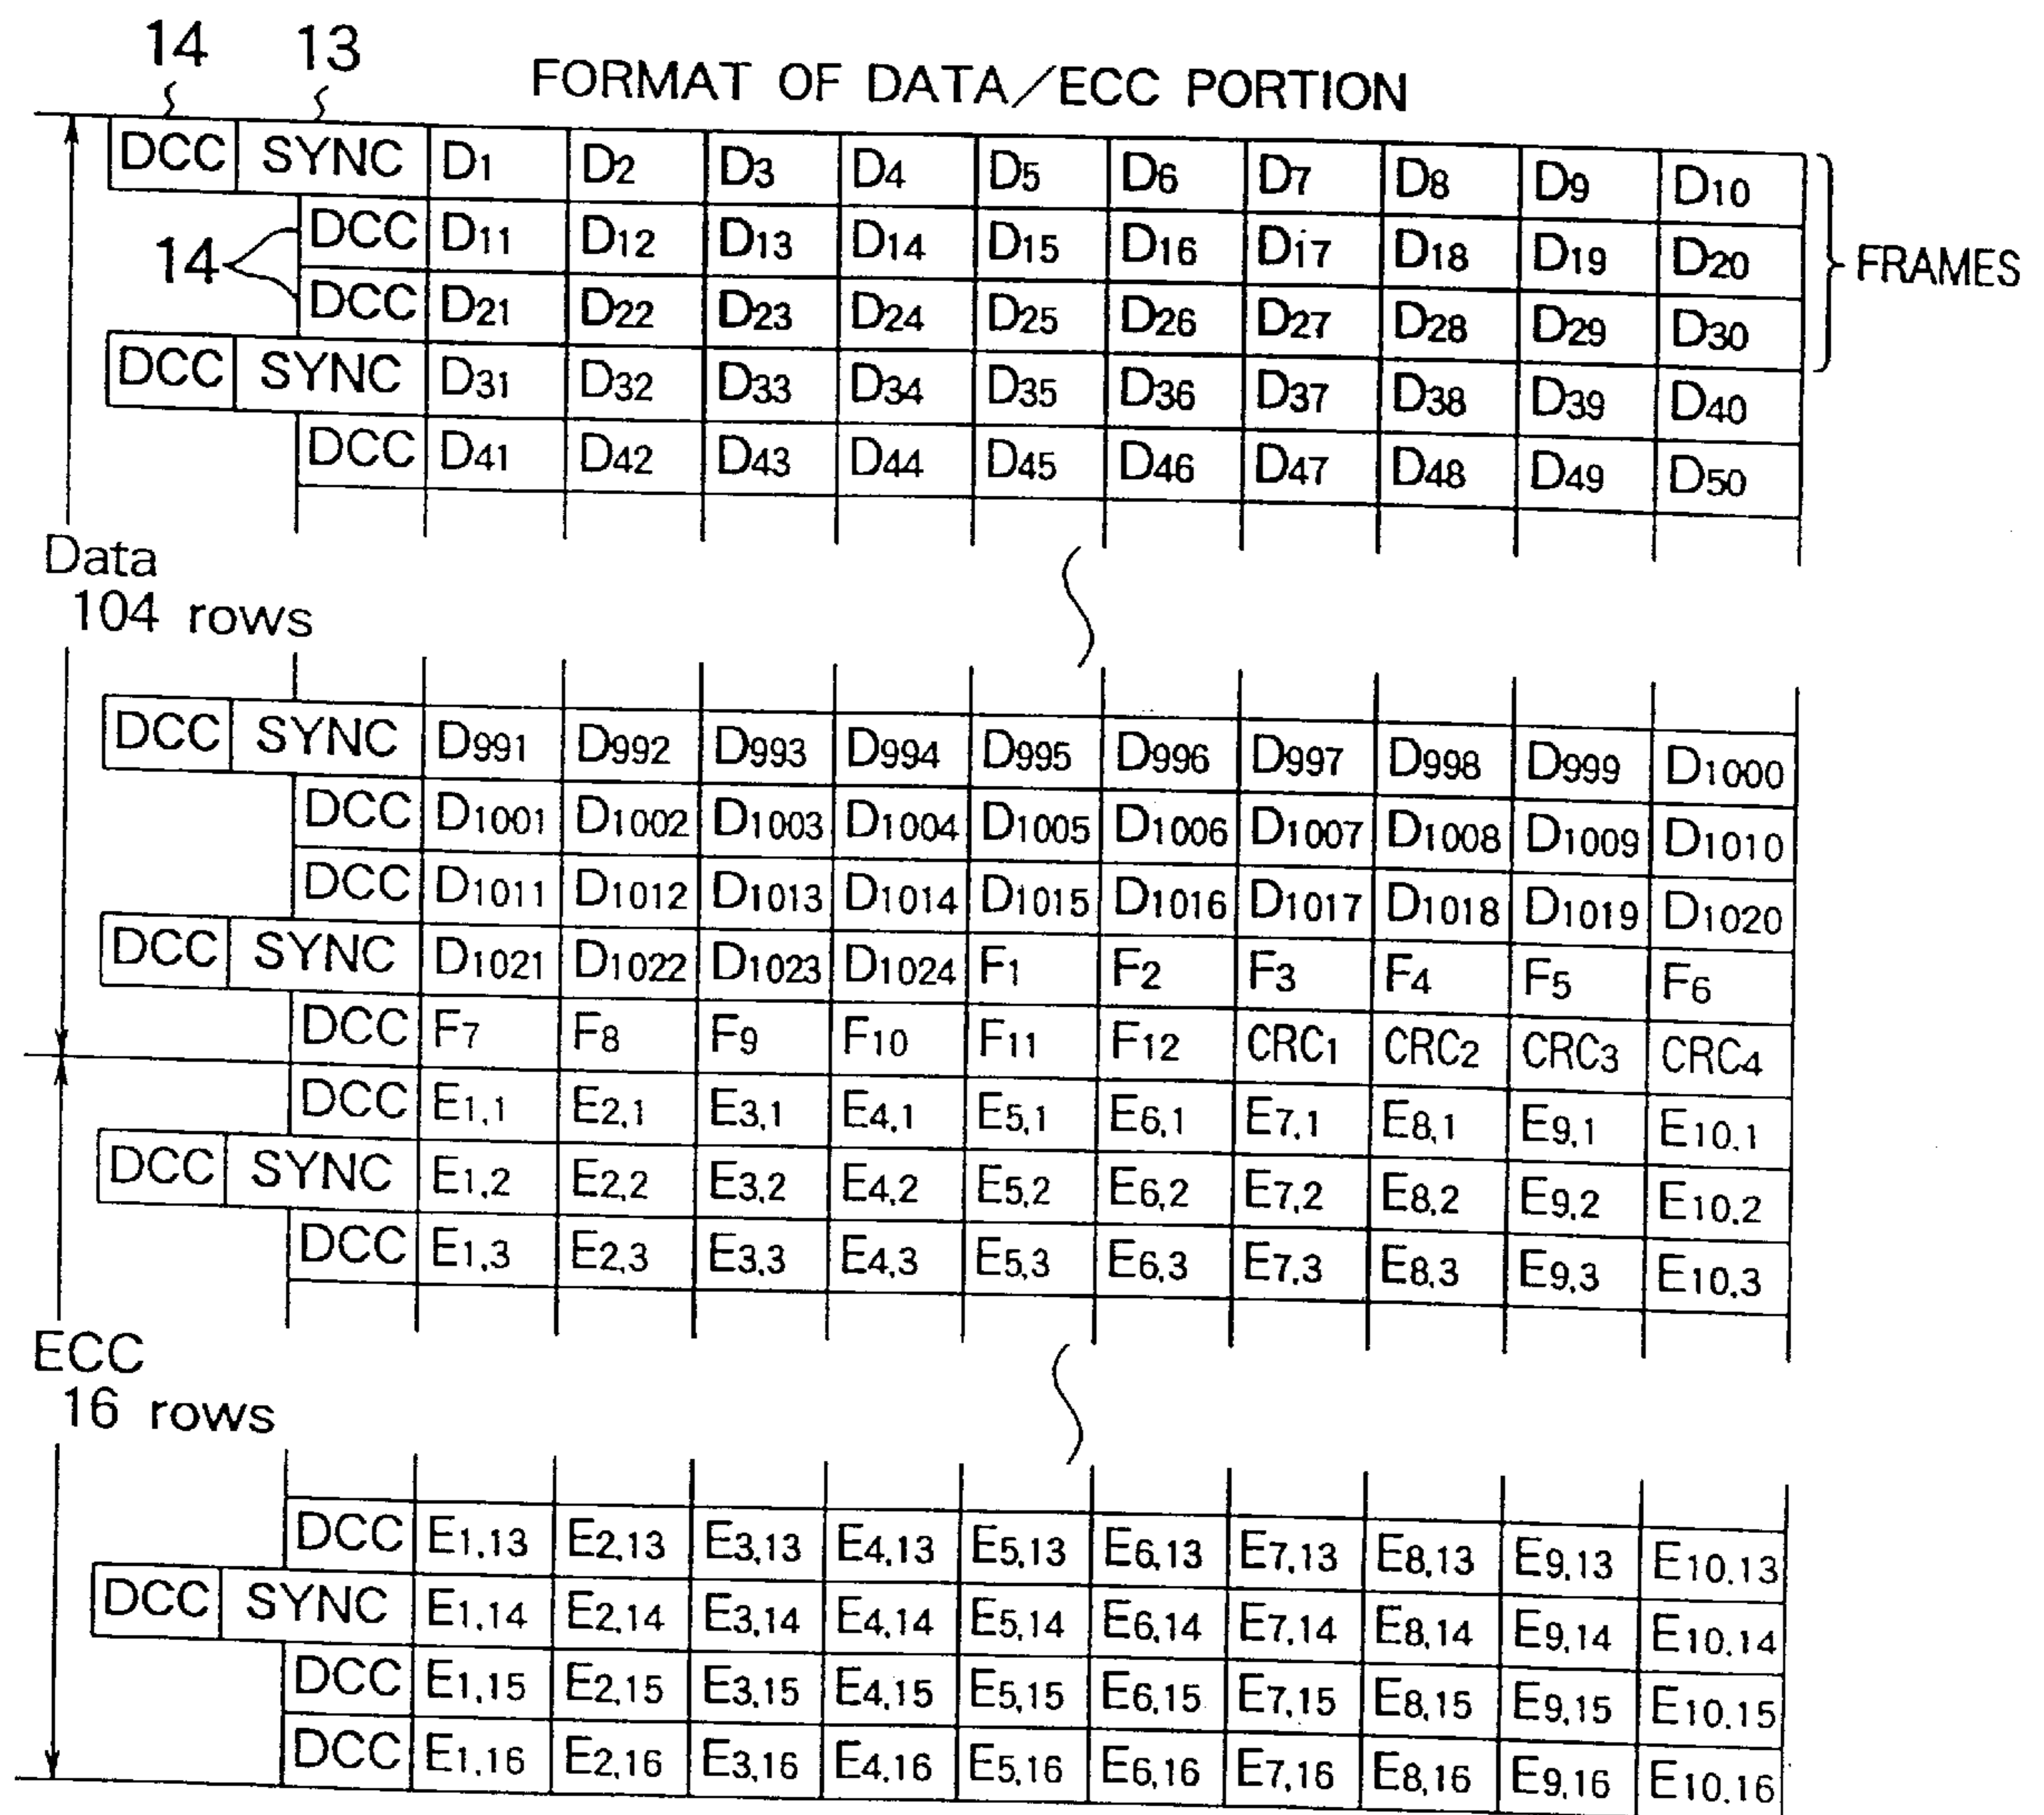 14 13
FORMAT OF DATA/ECC PORTION
DCC SYNC D1 D2 D3 D4 D5 D6 D7 D8 D9 D10
14 DCC D11 D12 D13 D14 D15 D16 D17 D18 D19 D20 FRAMES
DCC D21 D22 D23 D24 D25 D26 D27 D28 D29 D30
DCC SYNC D31 D32 D33 D34 D35 D36 D37 D38 D39 D40
DCC D41 D42 D43 D44 D45 D46 D47 D48 D49 D50
Data
104 rows
DCC SYNC D991 D992 D993 D994 D995 D996 D997 D998 D999 D1000
DCC D1001 D1002 D1003 D1004 D1005 D1006 D1007 D1008 D1009 D1010
DCC D1011 D1012 D1013 D1014 D1015 D1016 D1017 D1018 D1019 D1020
DCC SYNC D1021 D1022 D1023 D1024 F1 F2 F3 F4 F5 F6
DCC F7 F8 F9 F10 F11 F12 CRC1 CRC2 CRC3 CRC4
DCC E1,1 E2,1 E3,1 E4,1 E5,1 E6,1 E7,1 E8,1 E9,1 E10,1
DCC SYNC E1,2 E2,2 E3,2 E4,2 E5,2 E6,2 E7,2 E8,2 E9,2 E10,2
DCC E1,3 E2,3 E3,3 E4,3 E5,3 E6,3 E7,3 E8,3 E9,3 E10,3
ECC
16 rows
DCC E1,13 E2,13 E3,13 E4,13 E5,13 E6,13 E7,13 E8,13 E9,13 E10,13
DCC SYNC E1,14 E2,14 E3,14 E4,14 E5,14 E6,14 E7,14 E8,14 E9,14 E10,14
DCC E1,15 E2,15 E3,15 E4,15 E5,15 E6,15 E7,15 E8,15 E9,15 E10,15
DCC E1,16 E2,16 E3,16 E4,16 E5,16 E6,16 E7,16 E8,16 E9,16 E10,16